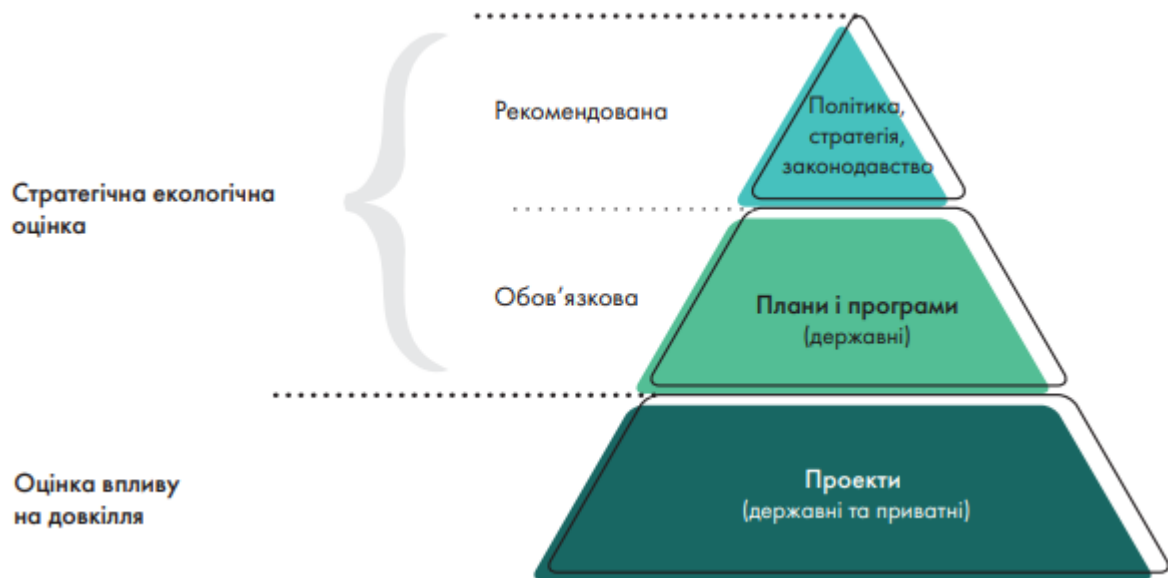 Рекомендована
Політика,
стратегія,
законодавство
Стратегічна екологічна
оцінка
Обов’язкова
Плани і програми
(державні)
Оцінка впливу
на довкілля
Проекти
(державні та приватні)